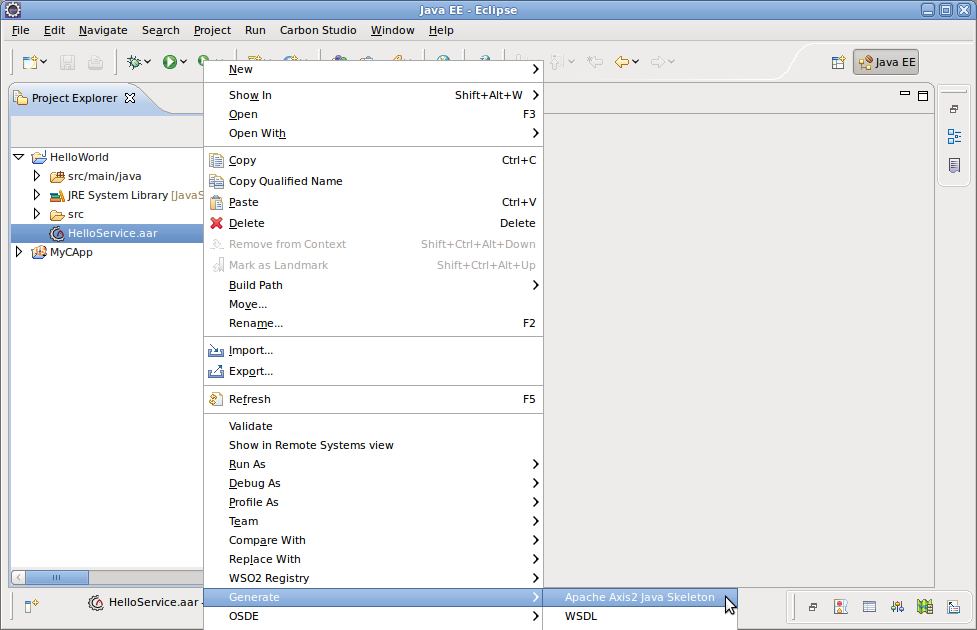 Java EE - Eclipse
File Edit Navigate Search Project Run Carbon Studio Window Help
Java EE
Project Explorer
HelloWorld
src/main/java
JRE System Library [JavaS
src
HelloService.aar
MyCApp
New
Show In Shift+Alt+W
Open F3
Open With
Copy Ctrl+C
Copy Qualified Name
Paste Ctrl+V
Delete Delete
Remove from Context Shift+Ctrl+Alt+Down
Mark as Landmark Shift+Ctrl+Alt+Up
Build Path
Move...
Rename... F2
Import...
Export...
Refresh F5
Validate
Show in Remote Systems view
Run As
Debug As
Profile As
Team
Compare With
Replace With
WSO2 Registry
Generate
OSDE
Apache Axis2 Java Skeleton
WSDL
HelloService.aar -